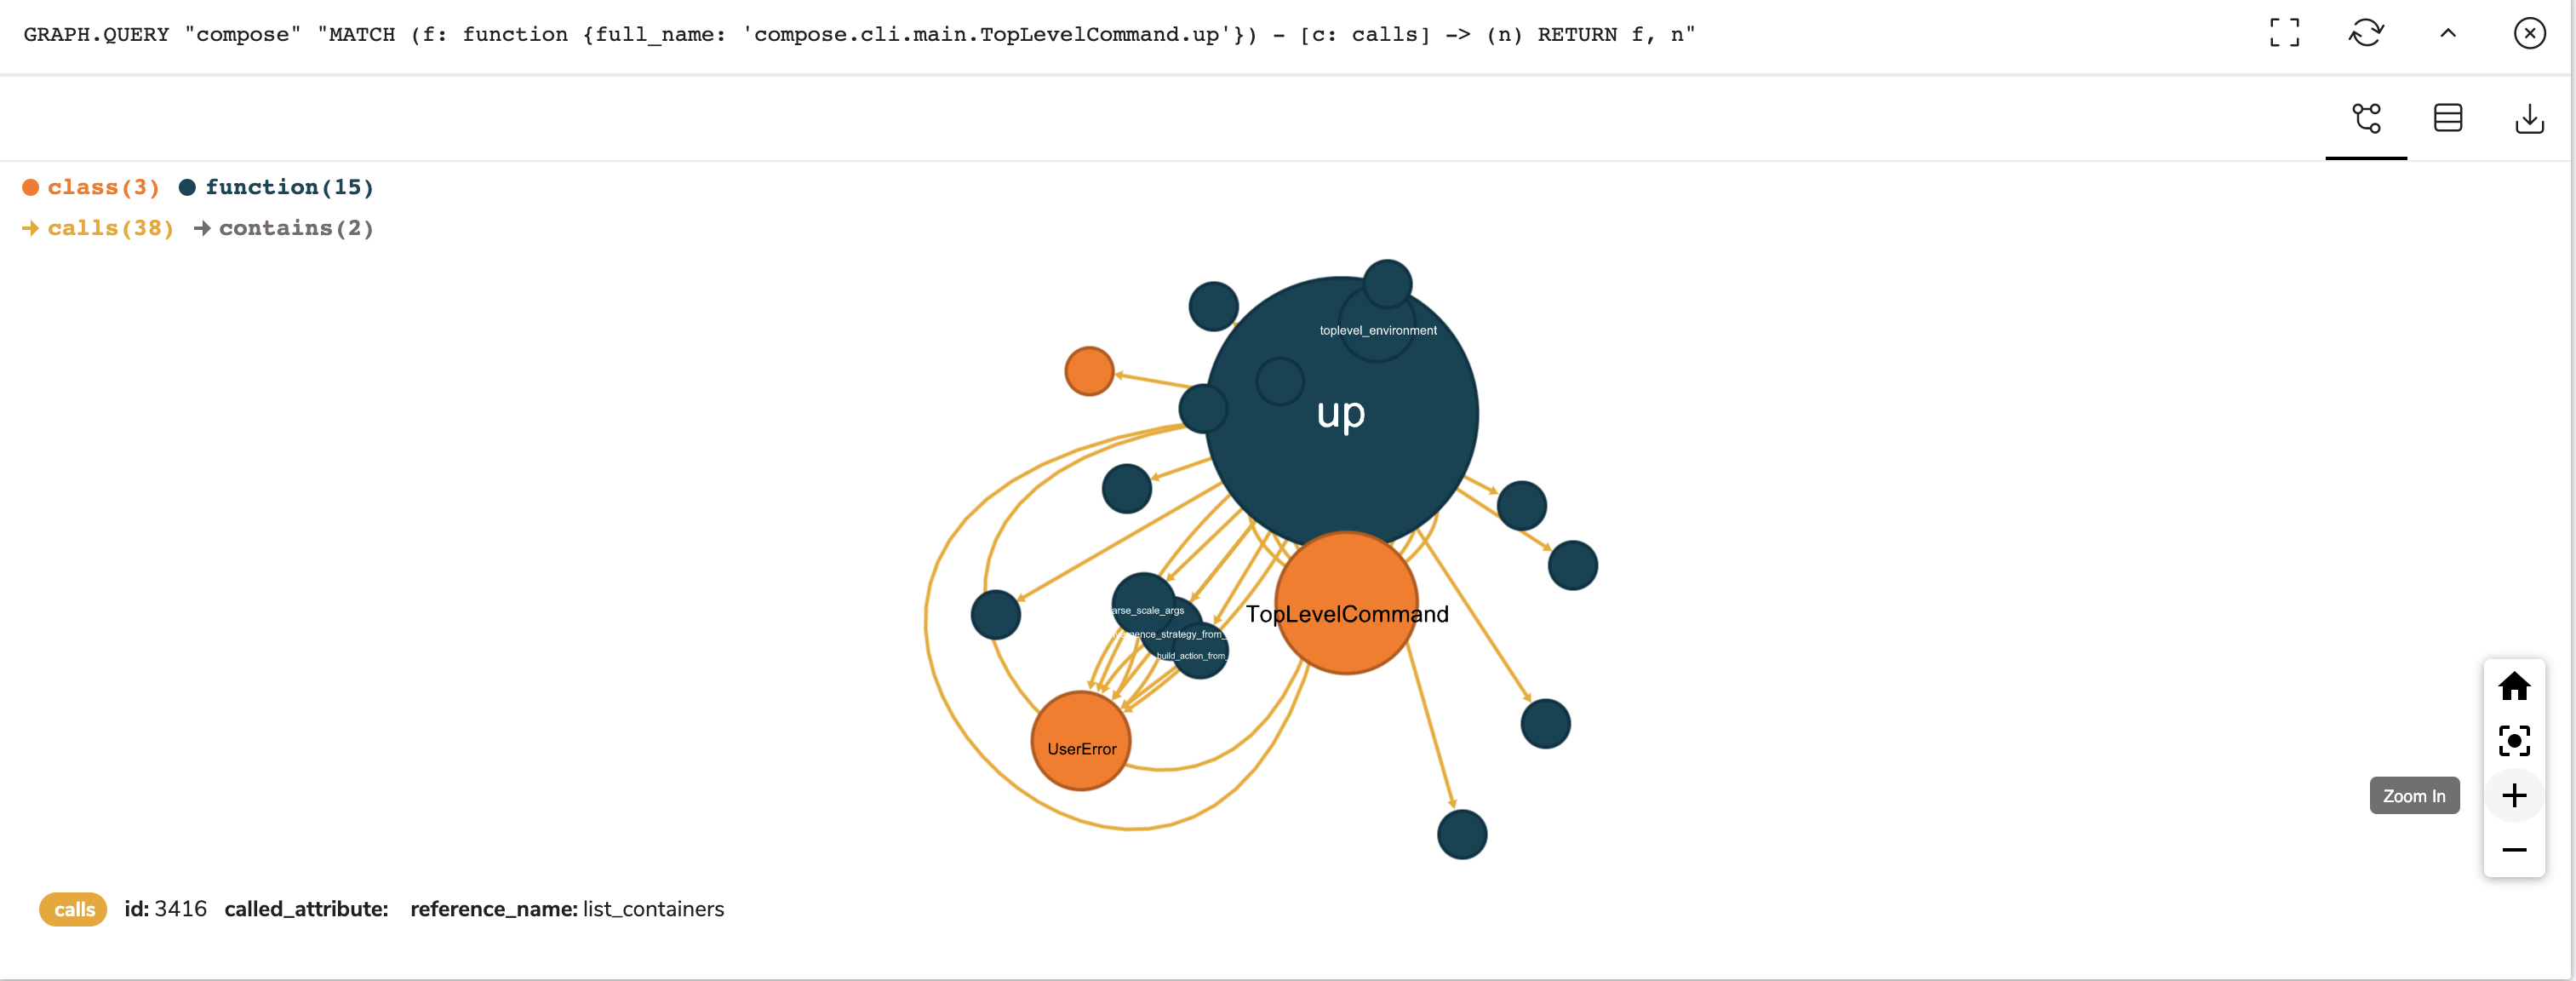 GRAPH.QUERY "compose" "MATCH (f: function {full_name: 'compose.cli.main.TopLevelCommand.up'}) - [c: calls] -> (n) RETURN f, n"
class(3) function(15)
calls(38) contains(2)
toplevel_environment
up
arse_scale_args
ence_strategy_from_
build_action_from_
TopLevelCommand
UserError
Zoom In
calls id: 3416 called_attribute: reference_name: list_containers